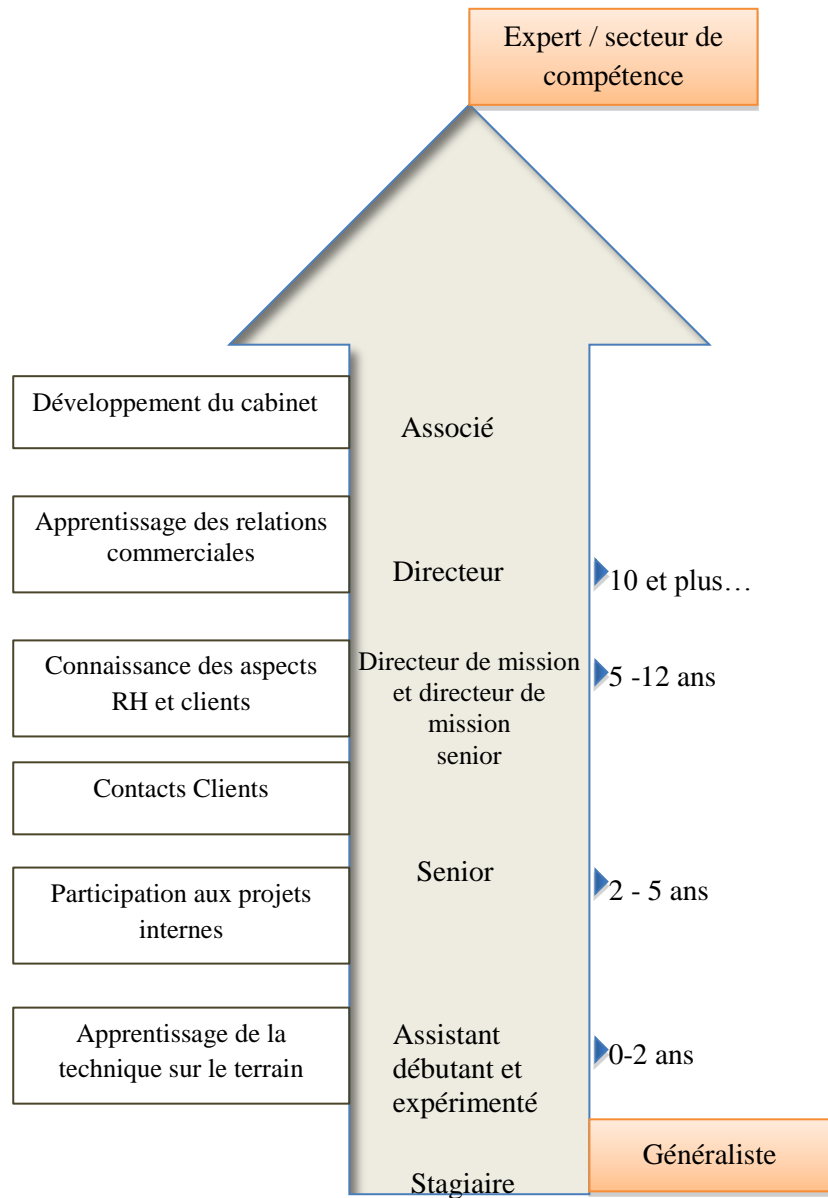 Expert / secteur de
compétence
Développement du cabinet
Associé
Apprentissage des relations
commerciales
Directeur
10 et plus…
Connaissance des aspects
RH et clients
Directeur de mission
et directeur de
mission
senior
5 -12 ans
Contacts Clients
Senior
2 - 5 ans
Participation aux projets
internes
Apprentissage de la
technique sur le terrain
Assistant
débutant et
expérimenté
0-2 ans
Généraliste
Stagiaire